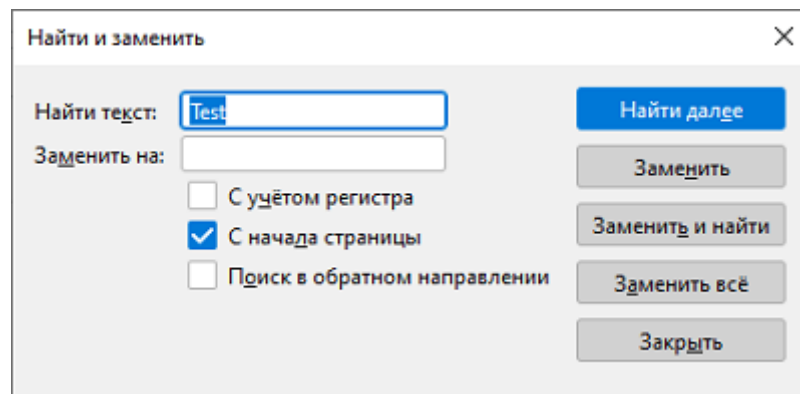 Найти и заменить
Найти текст: Test
Найти далее
Заменить на:
Заменить
С учётом регистра
Заменить и найти
С начала страницы
Поиск в обратном направлении
Заменить всё
Закрыть